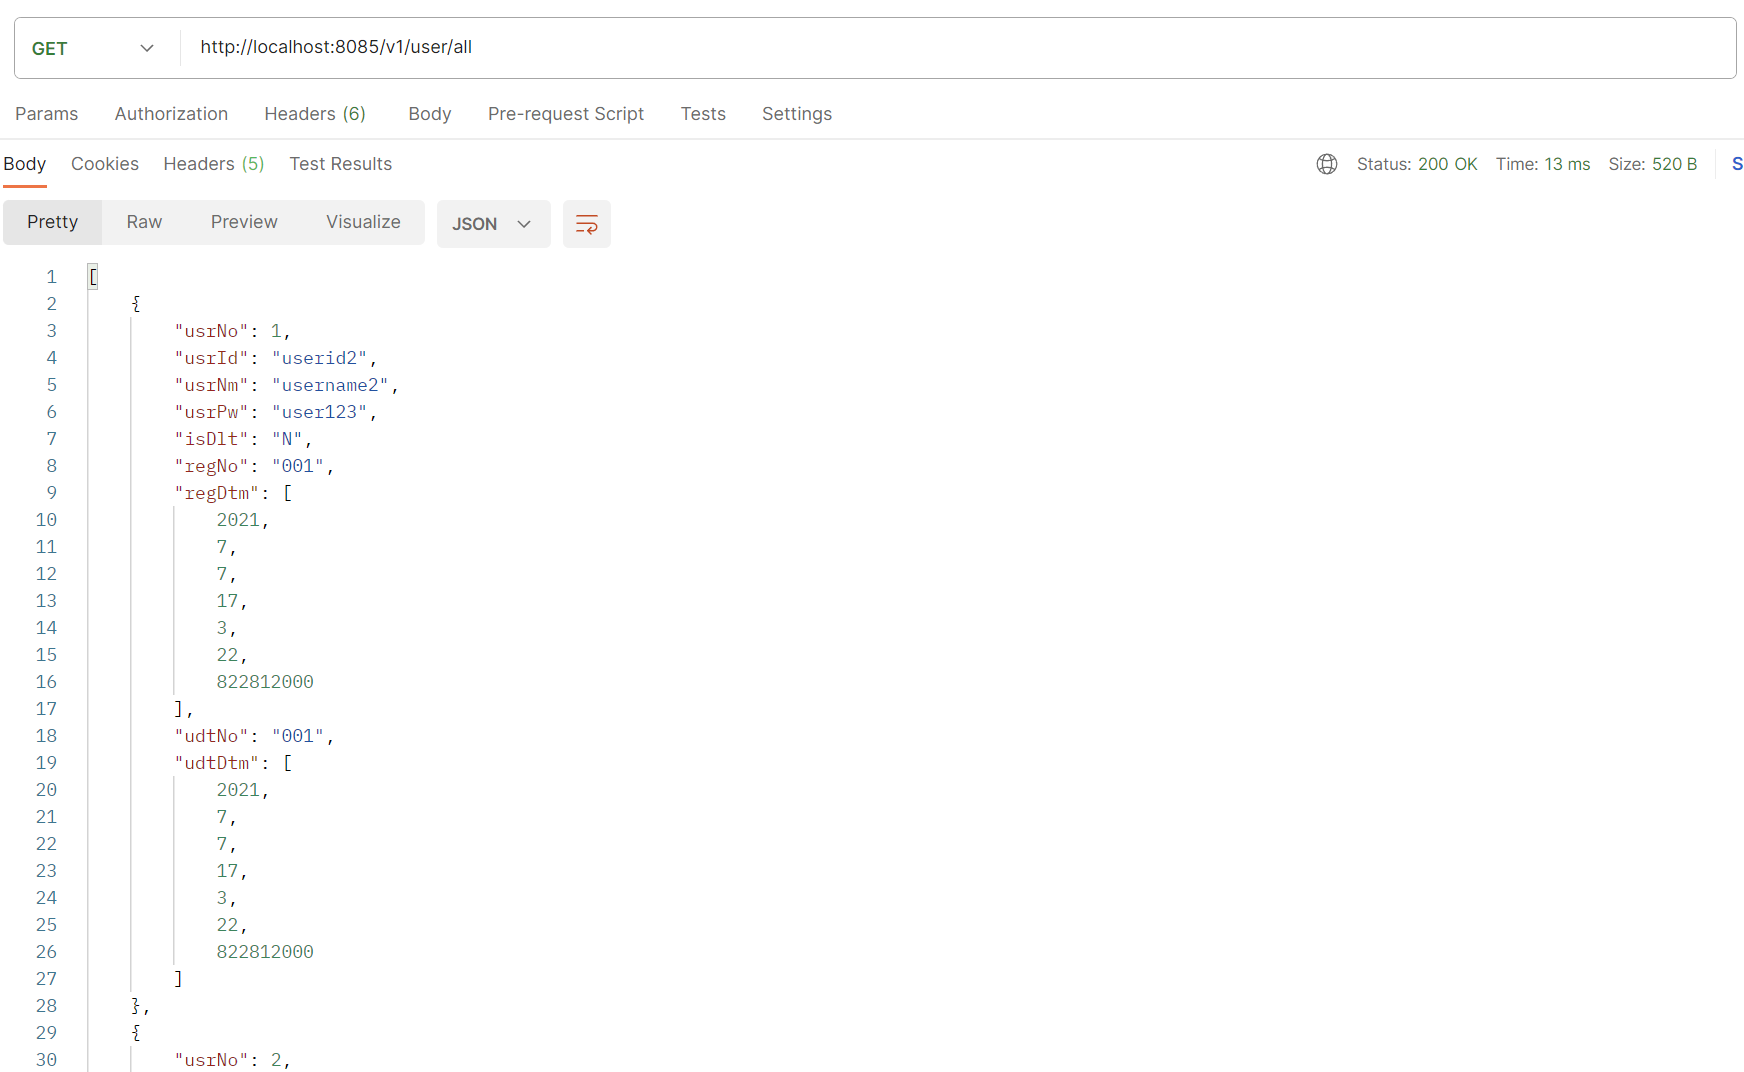 GET http://localhost:8085/v1/user/all
Params Authorization Headers (6) Body Pre-request Script Tests Settings
Body Cookies Headers (5) Test Results Status: 200 OK Time: 13 ms Size: 520 B S
Pretty Raw Preview Visualize JSON
1 [
2 {
3 "usrNo": 1,
4 "usrId": "userid2",
5 "usrNm": "username2",
6 "usrPw": "user123",
7 "isDlt": "N",
8 "regNo": "001",
9 "regDtm": [
10 2021,
11 7,
12 7,
13 17,
14 3,
15 22,
16 822812000
17 ],
18 "udtNo": "001",
19 "udtDtm": [
20 2021,
21 7,
22 7,
23 17,
24 3,
25 22,
26 822812000
27 ]
28 },
29 {
30 "usrNo": 2,